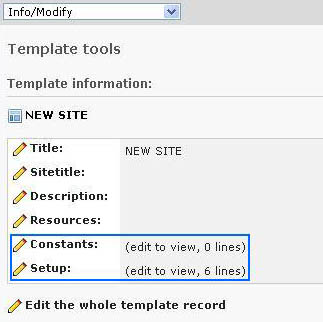 Info/Modify
Template tools
Template information:
NEW SITE
Title: NEW SITE
Sitetitle:
Description:
Resources:
Constants: (edit to view, 0 lines)
Setup: (edit to view, 6 lines)
Edit the whole template record